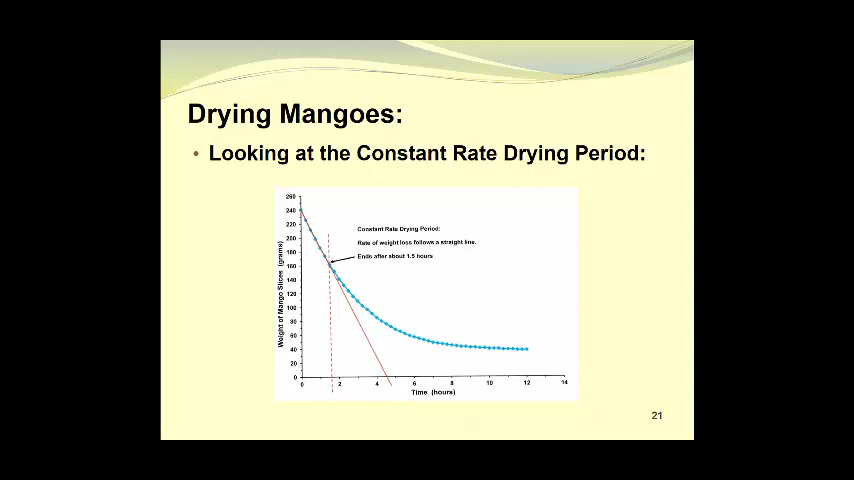 Drying Mangoes:
• Looking at the Constant Rate Drying Period:
260
240
220
200
180
160
140
120
100
80
60
40
20
0
Weight of Mango Slices (grams)
Constant Rate Drying Period:
Rate of weight loss follows a straight line.
Ends after about 1.5 hours
0 2 4 6 8 10 12 14
Time (hours)
21